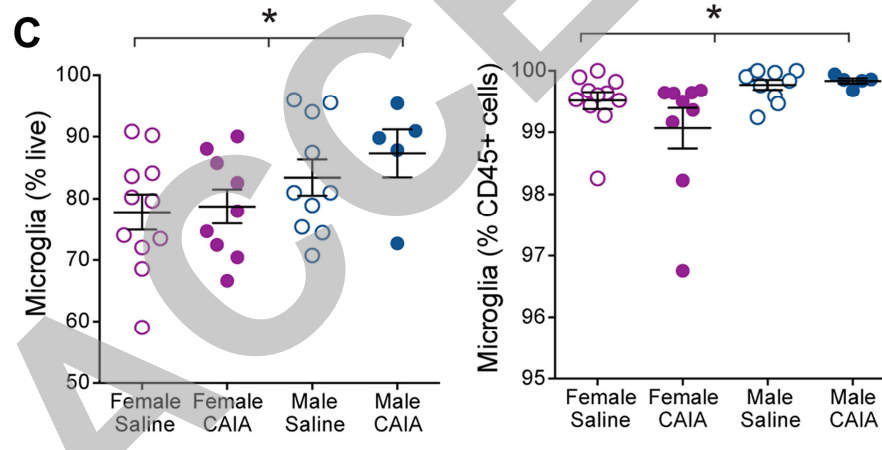 C
*
Microglia (% live)
100
90
80
70
60
50
Female Saline
Female CAIA
Male Saline
Male CAIA
*
Microglia (% CD45+ cells)
100
99
98
97
96
95
Female Saline
Female CAIA
Male Saline
Male CAIA
ACCE